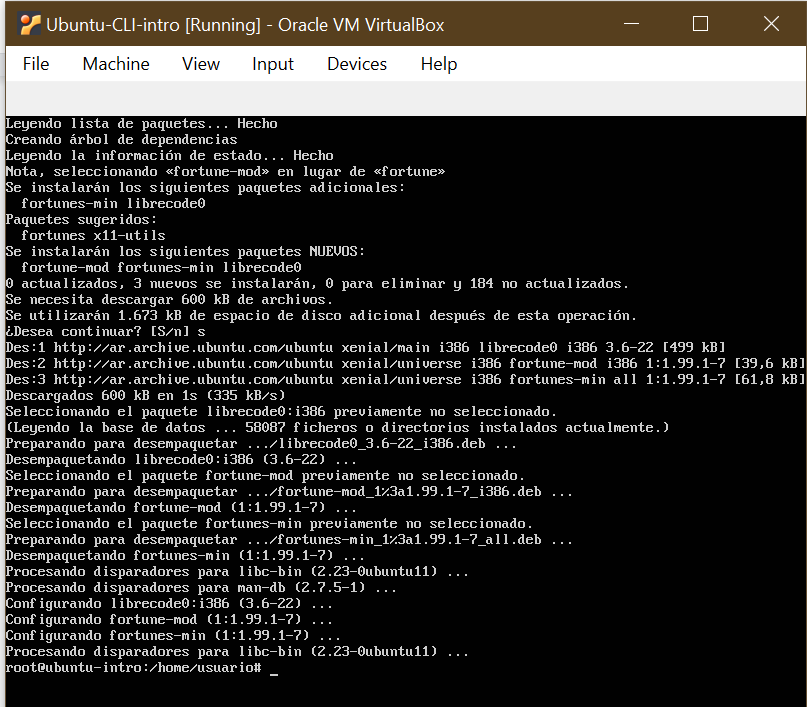 Ubuntu-CLI-intro [Running] - Oracle VM VirtualBox
File Machine View Input Devices Help
Leyendo lista de paquetes... Hecho
Creando árbol de dependencias
Leyendo la información de estado... Hecho
Nota, seleccionando «fortune-mod» en lugar de «fortune»
Se instalarán los siguientes paquetes adicionales:
  fortunes-min librecode0
Paquetes sugeridos:
  fortunes x11-utils
Se instalarán los siguientes paquetes NUEVOS:
  fortune-mod fortunes-min librecode0
0 actualizados, 3 nuevos se instalarán, 0 para eliminar y 184 no actualizados.
Se necesita descargar 600 kB de archivos.
Se utilizarán 1.673 kB de espacio de disco adicional después de esta operación.
¿Desea continuar? [S/n] s
Des:1 http://ar.archive.ubuntu.com/ubuntu xenial/main i386 librecode0 i386 3.6-22 [499 kB]
Des:2 http://ar.archive.ubuntu.com/ubuntu xenial/universe i386 fortune-mod i386 1:1.99.1-7 [39,6 kB]
Des:3 http://ar.archive.ubuntu.com/ubuntu xenial/universe i386 fortunes-min all 1:1.99.1-7 [61,8 kB]
Descargados 600 kB en 1s (335 kB/s)
Seleccionando el paquete librecode0:i386 previamente no seleccionado.
(Leyendo la base de datos ... 58087 ficheros o directorios instalados actualmente.)
Preparando para desempaquetar .../librecode0_3.6-22_i386.deb ...
Desempaquetando librecode0:i386 (3.6-22) ...
Seleccionando el paquete fortune-mod previamente no seleccionado.
Preparando para desempaquetar .../fortune-mod_1%3a1.99.1-7_i386.deb ...
Desempaquetando fortune-mod (1:1.99.1-7) ...
Seleccionando el paquete fortunes-min previamente no seleccionado.
Preparando para desempaquetar .../fortunes-min_1%3a1.99.1-7_all.deb ...
Desempaquetando fortunes-min (1:1.99.1-7) ...
Procesando disparadores para libc-bin (2.23-0ubuntu11) ...
Procesando disparadores para man-db (2.7.5-1) ...
Configurando librecode0:i386 (3.6-22) ...
Configurando fortune-mod (1:1.99.1-7) ...
Configurando fortunes-min (1:1.99.1-7) ...
Procesando disparadores para libc-bin (2.23-0ubuntu11) ...
root@ubuntu-intro:/home/usuario# _